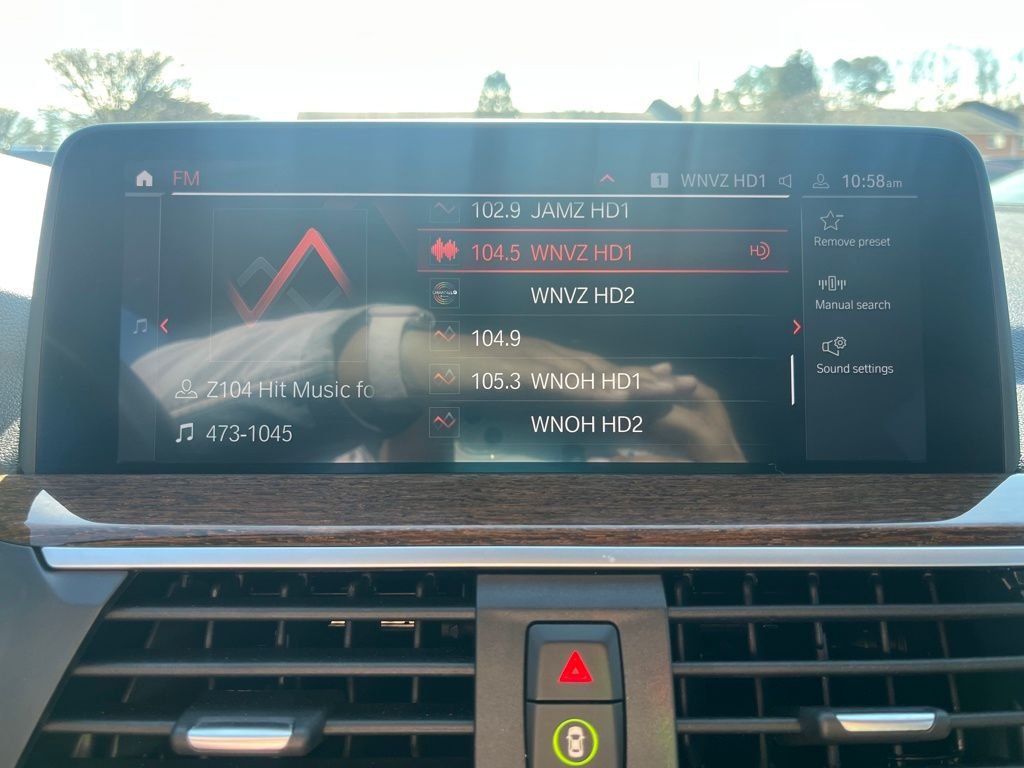 FM
1 WNVZ HD1 10:58am
102.9 JAMZ HD1
104.5 WNVZ HD1 HD
WNVZ HD2
104.9
105.3 WNOH HD1
WNOH HD2
Z104 Hit Music fo
473-1045
Remove preset
Manual search
Sound settings